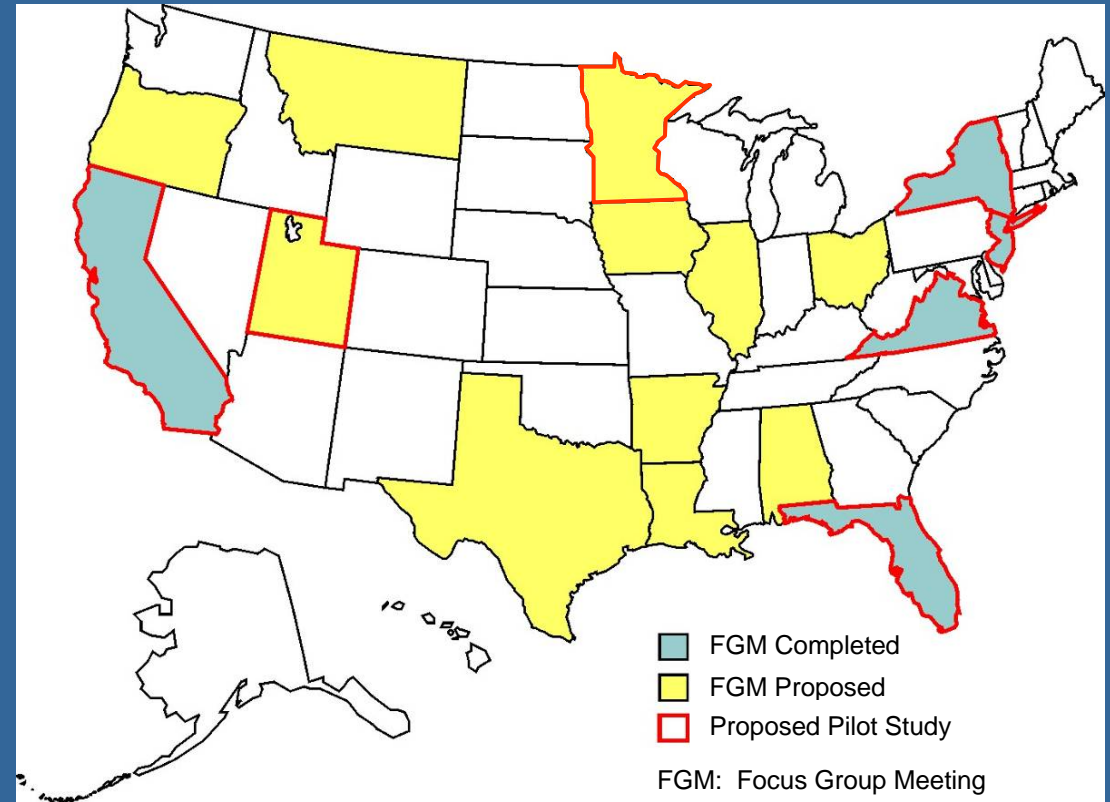 FGM Completed
FGM Proposed
Proposed Pilot Study
FGM: Focus Group Meeting